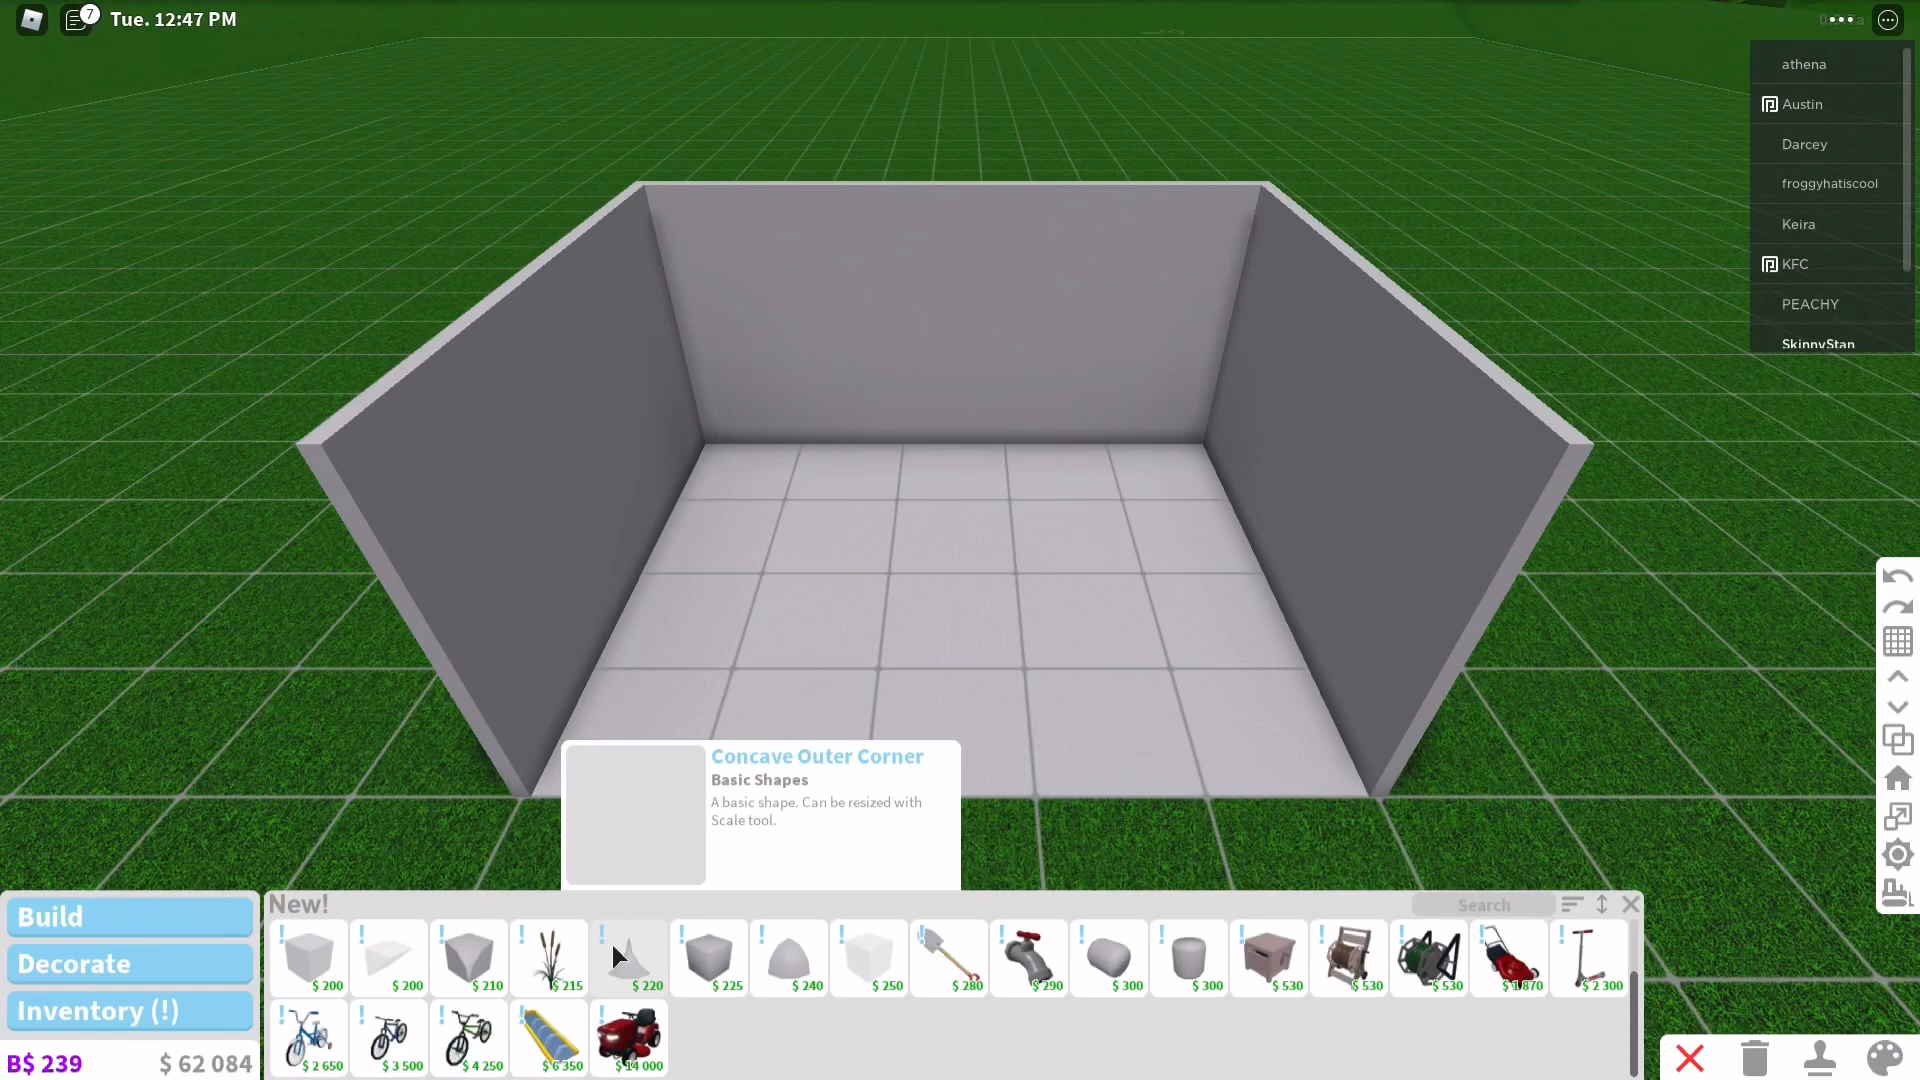 7
Tue. 12:47 PM
athena
Austin
Darcey
froggyhatiscool
Keira
KFC
PEACHY
SkinnyStan
Concave Outer Corner
Basic Shapes
A basic shape. Can be resized with
Scale tool.
Build
Decorate
Inventory (!)
B$ 239
$ 62 084
New!
Search
! $ 200
! $ 200
! $ 210
! $ 215
! $ 220
! $ 225
! $ 240
! $ 250
! $ 280
! $ 290
! $ 300
! $ 300
! $ 530
! $ 530
! $ 530
! $ 1 870
! $ 2 300
! $ 2 650
! $ 3 500
! $ 4 250
! $ 6 350
! $ 14 000